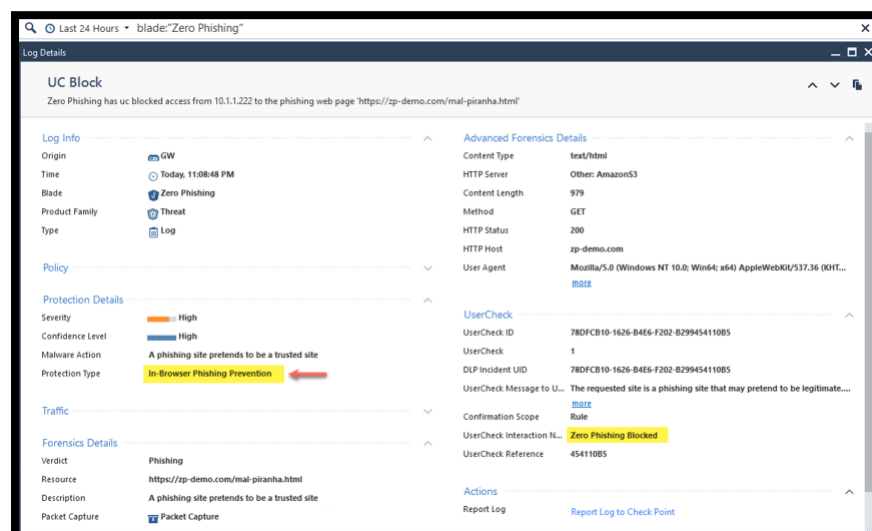 Last 24 Hours blade:"Zero Phishing"
Log Details
UC Block
Zero Phishing has uc blocked access from 10.1.1.222 to the phishing web page 'https://zp-demo.com/mal-piranha.html'
Log Info
Origin GW
Time Today, 11:08:48 PM
Blade Zero Phishing
Product Family Threat
Type Log
Policy
Protection Details
Severity High
Confidence Level High
Malware Action A phishing site pretends to be a trusted site
Protection Type In-Browser Phishing Prevention
Traffic
Forensics Details
Verdict Phishing
Resource https://zp-demo.com/mal-piranha.html
Description A phishing site pretends to be a trusted site
Packet Capture Packet Capture
Advanced Forensics Details
Content Type text/html
HTTP Server Other: AmazonS3
Content Length 979
Method GET
HTTP Status 200
HTTP Host zp-demo.com
User Agent Mozilla/5.0 (Windows NT 10.0; Win64; x64) AppleWebKit/537.36 (KHT...
more
UserCheck
UserCheck ID 78DFCB10-1626-B4E6-F202-B299454110B5
UserCheck 1
DLP Incident UID 78DFCB10-1626-B4E6-F202-B299454110B5
UserCheck Message to U... The requested site is a phishing site that may pretend to be legitimate....
more
Confirmation Scope Rule
UserCheck Interaction N... Zero Phishing Blocked
UserCheck Reference 454110B5
Actions
Report Log Report Log to Check Point